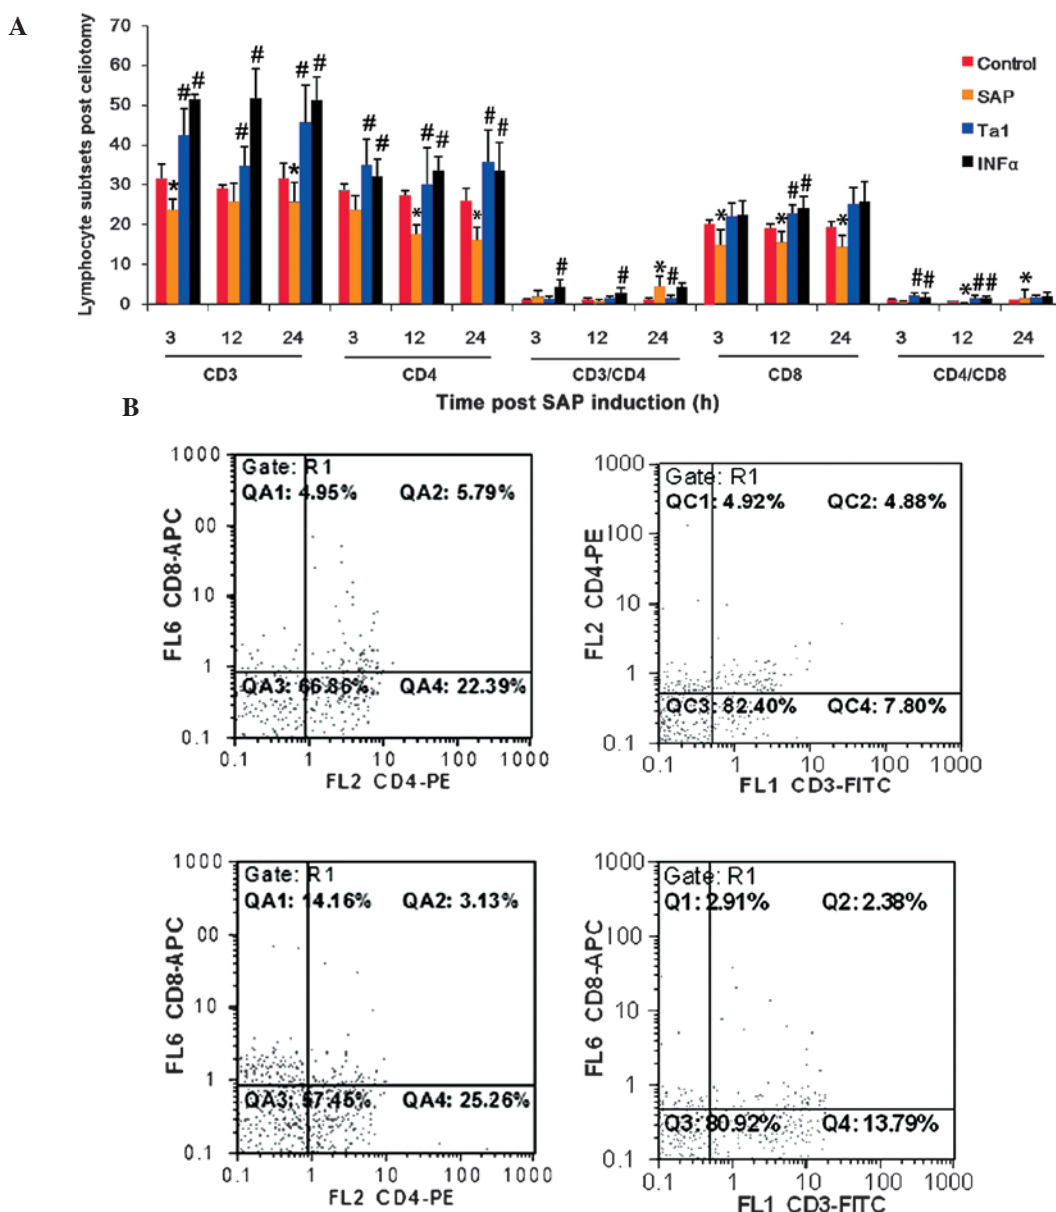 A
Lymphocyte subtsets post celiotomy
70
60
50
40
30
20
10
0
# # # # # # # # # # # # # # # # # # # # # #
* * * * * * * * * *
Control
SAP
Ta1
INFα
3 12 24 3 12 24 3 12 24 3 12 24 3 12 24
CD3 CD4 CD3/CD4 CD8 CD4/CD8
Time post SAP induction (h)
B
Gate: R1
QA1: 4.95% QA2: 5.79%
QA3: 66.86% QA4: 22.39%
FL6 CD8-APC
1000
00
10
1
0.1
0.1 1 10 100 1000
FL2 CD4-PE
Gate: R1
QC1: 4.92% QC2: 4.88%
QC3: 82.40% QC4: 7.80%
FL2 CD4-PE
1000
100
10
1
0.1
0.1 1 10 100 1000
FL1 CD3-FITC
Gate: R1
QA1: 14.16% QA2: 3.13%
QA3: 57.45% QA4: 25.26%
FL6 CD8-APC
1000
00
10
1
0.1
0.1 1 10 100 1000
FL2 CD4-PE
Gate: R1
Q1: 2.91% Q2: 2.38%
Q3: 80.92% Q4: 13.79%
FL6 CD8-APC
1000
100
10
1
0.1
0.1 1 10 100 1000
FL1 CD3-FITC